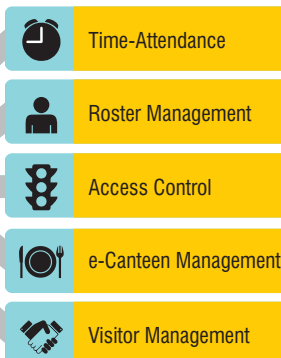 Time-Attendance
Roster Management
Access Control
e-Canteen Management
Visitor Management